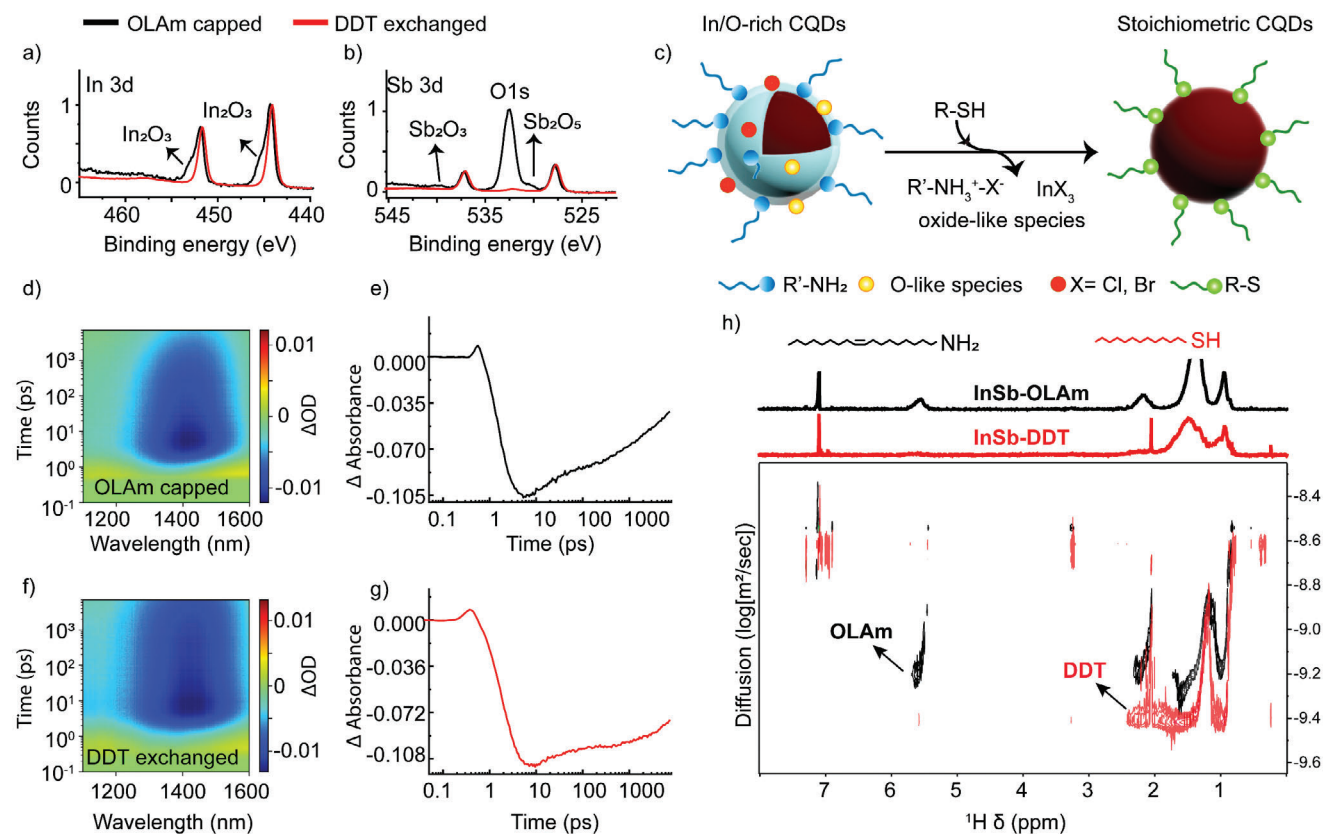 OLAm capped
DDT exchanged
a)
In 3d
In₂O₃
In₂O₃
Counts
1
0
460
450
440
Binding energy (eV)
b)
Sb 3d
O1s
Sb₂O₃
Sb₂O₅
Counts
1
0
545
535
525
Binding energy (eV)
c)
In/O-rich CQDs
Stoichiometric CQDs
R-SH
R'-NH₃⁺-X⁻
InX₃
oxide-like species
R'-NH₂
O-like species
X= Cl, Br
R-S
d)
Time (ps)
10³
10²
10¹
10⁰
10⁻¹
OLAm capped
1200
1400
1600
Wavelength (nm)
0.01
0
-0.01
ΔOD
e)
Δ Absorbance
0.000
-0.035
-0.070
-0.105
0.1
1
10
100
1000
Time (ps)
f)
Time (ps)
10³
10²
10¹
10⁰
10⁻¹
DDT exchanged
1200
1400
1600
Wavelength (nm)
0.01
0
-0.01
ΔOD
g)
Δ Absorbance
0.000
-0.036
-0.072
-0.108
0.1
1
10
100
1000
Time (ps)
h)
NH₂
SH
InSb-OLAm
InSb-DDT
OLAm
DDT
-8.4
-8.6
-8.8
-9.0
-9.2
-9.4
-9.6
Diffusion (log[m²/sec])
7
6
5
4
3
2
1
¹H δ (ppm)